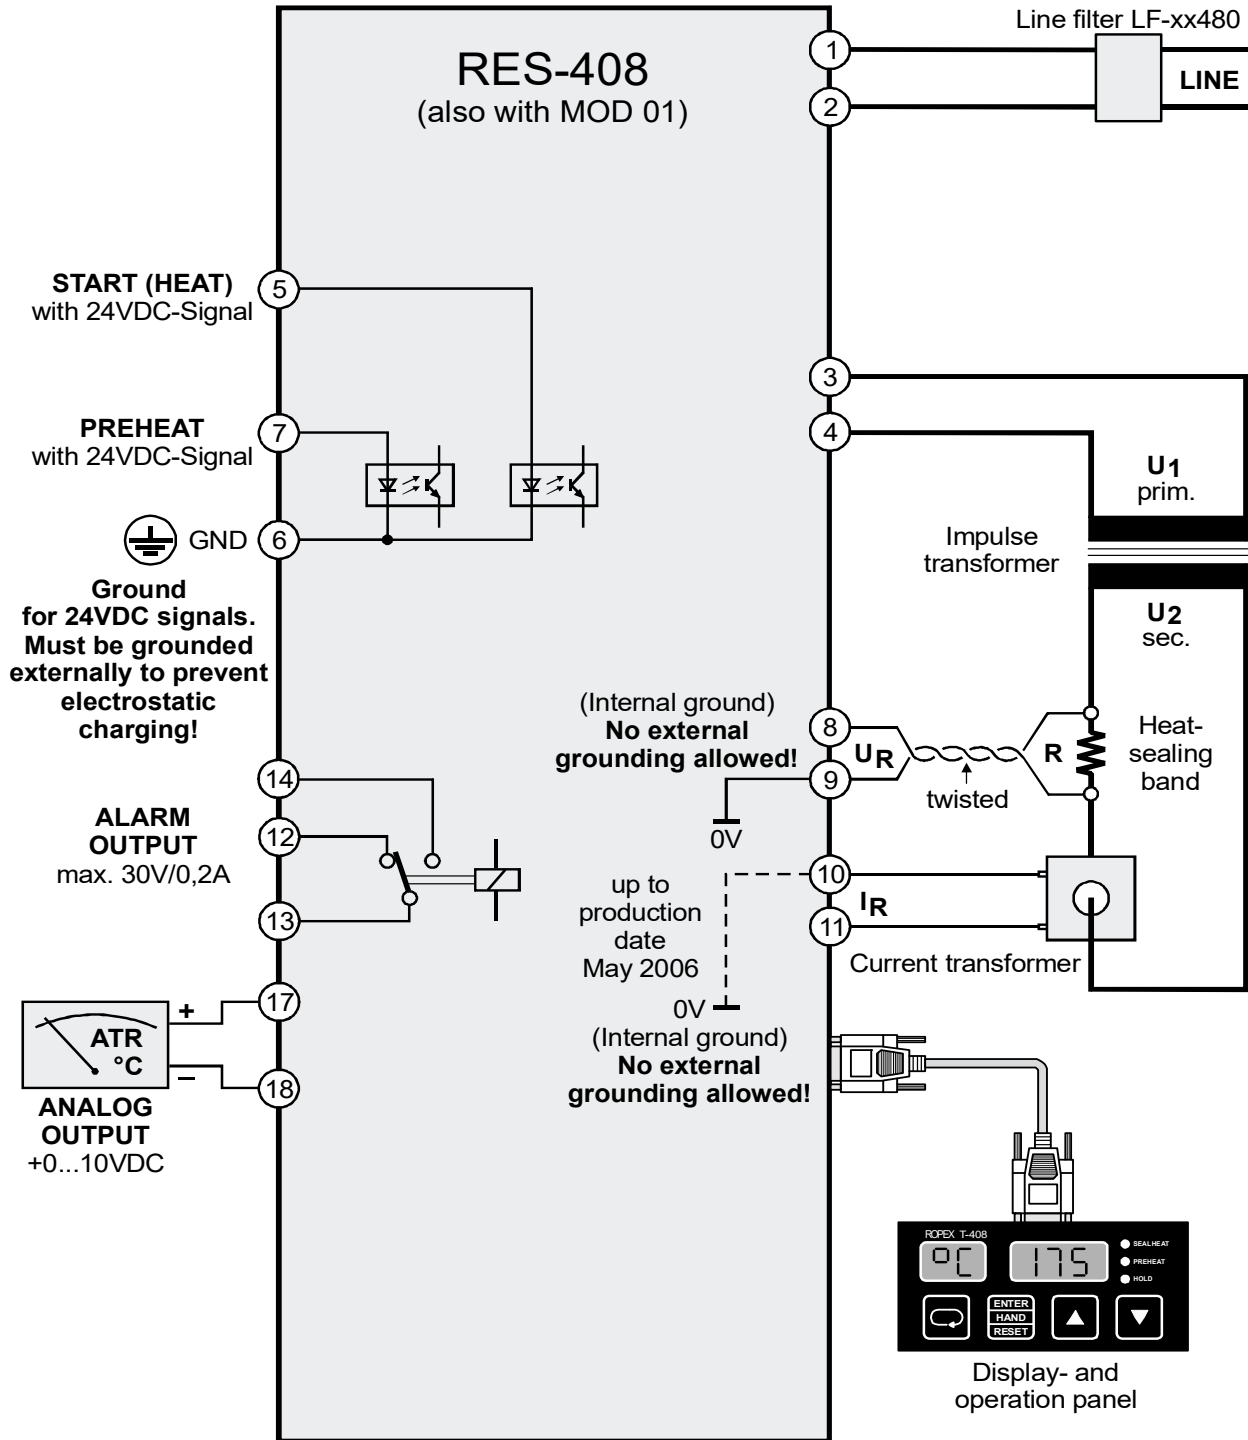 Line filter LF-xx480
RES-408
(also with MOD 01)
1
2
LINE
START (HEAT)
with 24VDC-Signal
5
PREHEAT
with 24VDC-Signal
7
GND
6
Ground
for 24VDC signals.
Must be grounded
externally to prevent
electrostatic
charging!
3
4
U1
prim.
Impulse
transformer
U2
sec.
(Internal ground)
No external
grounding allowed!
8
9
UR
twisted
R
Heat-
sealing
band
0V
14
ALARM
OUTPUT
max. 30V/0,2A
12
13
up to
production
date
May 2006
10
11
IR
Current transformer
0V
(Internal ground)
No external
grounding allowed!
17
18
+
–
ATR
°C
ANALOG
OUTPUT
+0...10VDC
ROPEX T-408
°C
175
SEALHEAT
PREHEAT
HOLD
ENTER
HAND
RESET
Display- and
operation panel